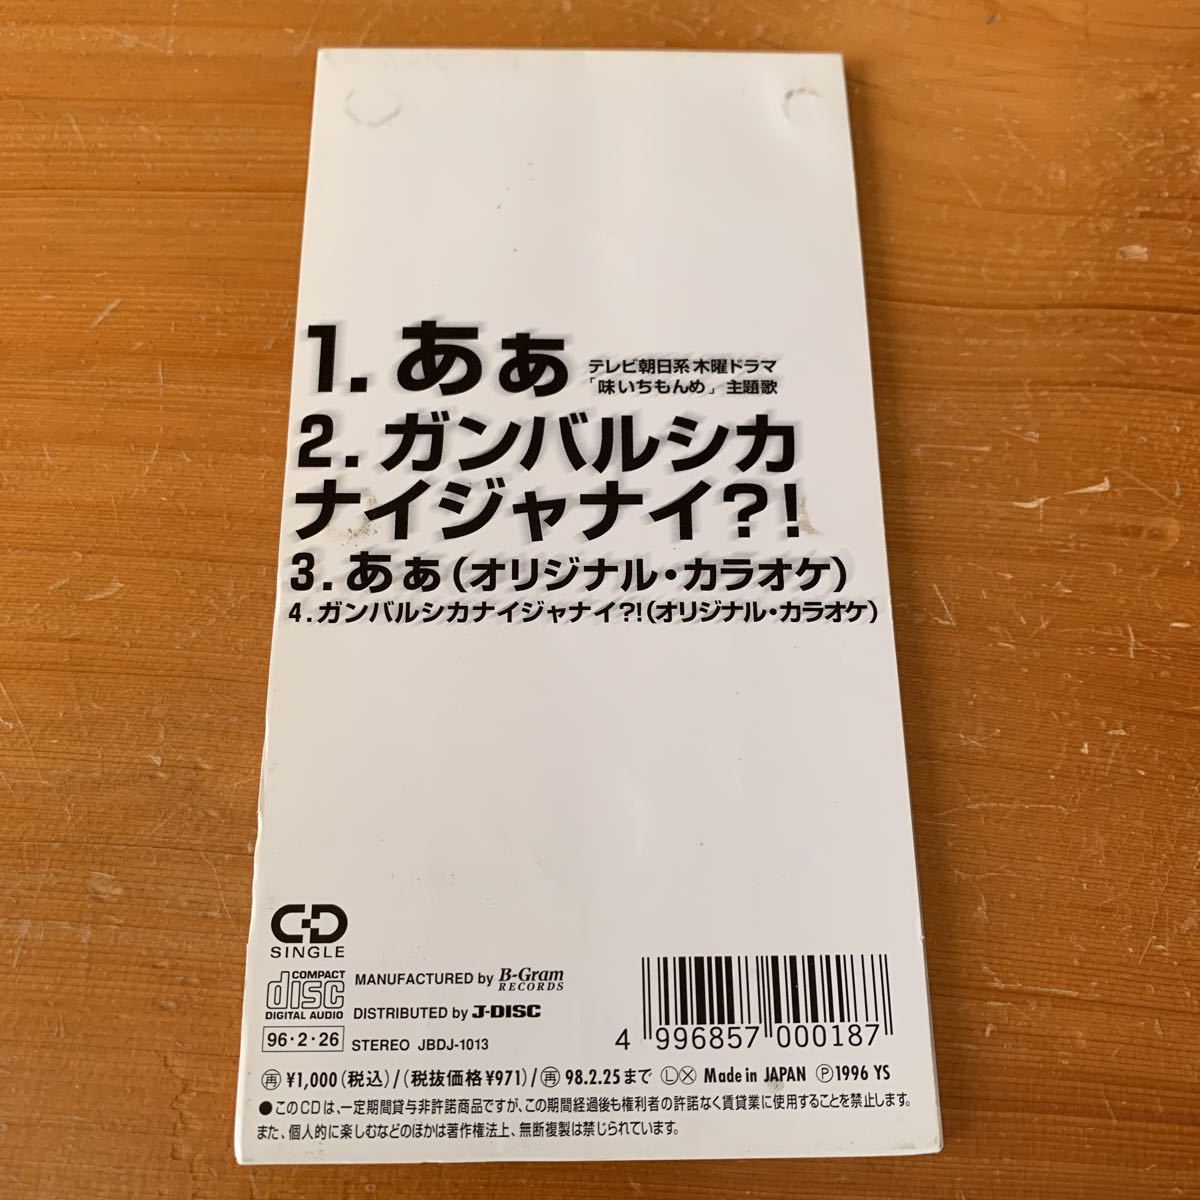 1. あぁ
テレビ朝日系 木曜ドラマ
「味いちもんめ」主題歌
2. ガンバルシカ
ナイジャナイ?!
3. あぁ(オリジナル・カラオケ)
4. ガンバルシカナイジャナイ?!(オリジナル・カラオケ)
CD
SINGLE
COMPACT
disc
DIGITAL AUDIO
MANUFACTURED by B-Gram
RECORDS
DISTRIBUTED by J-DISC
96・2・26
STEREO JBDJ-1013
4 996857 000187
㊢ ¥1,000(税込)/(税抜価格¥971)/再 98.2.25まで ⓁⓍ Made in JAPAN Ⓟ1996 YS
●このCDは、一定期間貸与非許諾商品ですが、この期間経過後も権利者の許諾なく賃貸業に使用することを禁止します。
また、個人的に楽しむなどのほかは著作権法上、無断複製は禁じられています。